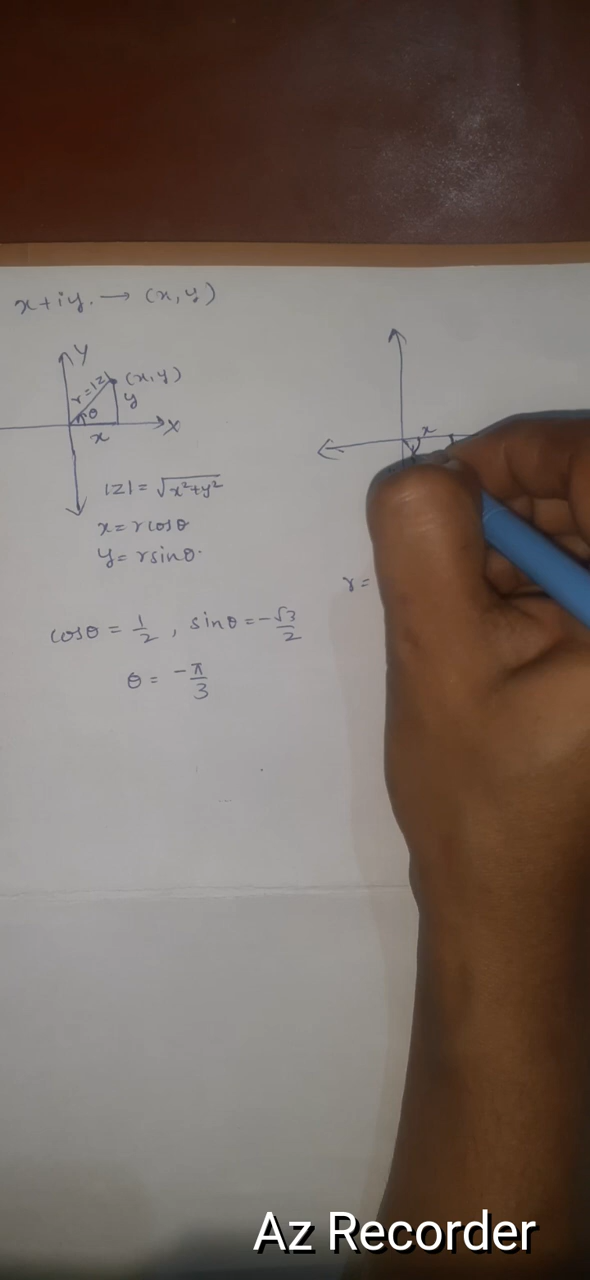 x+iy. → (x,y)
Y
(x,y)
r=|z|
y
θ
x
X
|z| = √x²+y²
x = r cosθ
y = r sinθ.
cosθ = 1/2, sinθ = -√3/2
θ = -π/3
x
r =
Az Recorder